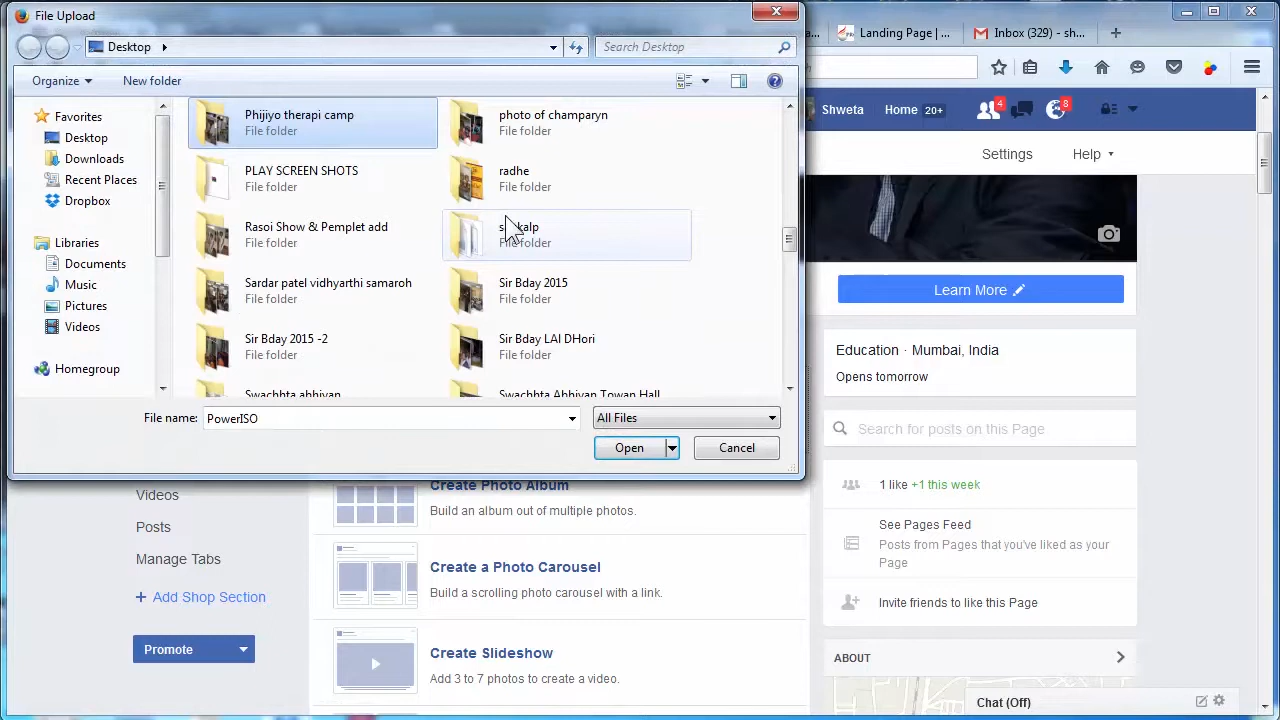 File Upload
Desktop
Search Desktop
Organize
New folder
Favorites
Desktop
Downloads
Recent Places
Dropbox
Libraries
Documents
Music
Pictures
Videos
Homegroup
Phijiyo therapi camp
File folder
photo of champaryn
File folder
PLAY SCREEN SHOTS
File folder
radhe
File folder
Rasoi Show & Pemplet add
File folder
File folder
Sardar patel vidhyarthi samaroh
File folder
Sir Bday 2015
File folder
Sir Bday 2015 -2
File folder
Sir Bday LAI DHori
File folder
Swachhta abhiyan
Swachhta Abhiyan Towan Hall
File name:
PowerISO
All Files
Open
Cancel
Landing Page | ...
Inbox (329) - sh...
Shweta
Home 20+
4
8
Settings
Help
Learn More
Education · Mumbai, India
Opens tomorrow
Search for posts on this Page
1 like +1 this week
See Pages Feed
Posts from Pages that you've liked as your
Page
Invite friends to like this Page
ABOUT
Chat (Off)
Videos
Posts
Manage Tabs
+ Add Shop Section
Promote
Create Photo Album
Build an album out of multiple photos.
Create a Photo Carousel
Build a scrolling photo carousel with a link.
Create Slideshow
Add 3 to 7 photos to create a video.